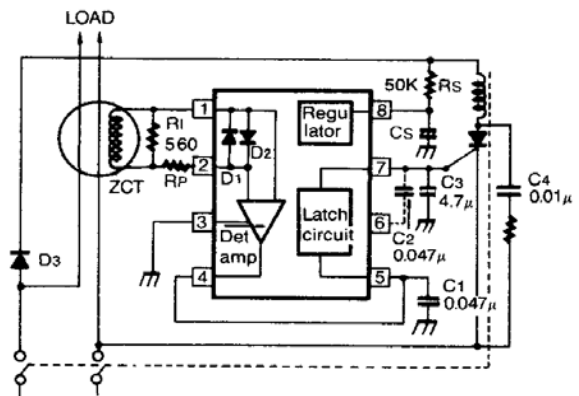 LOAD
50K
RS
1
8
Regu
lator
RI
560
D2
CS
2
D1
7
ZCT
RP
C3
4.7μ
C4
0.01μ
3
Det
amp
Latch
circuit
6
C2
0.047μ
D3
4
5
C1
0.047μ